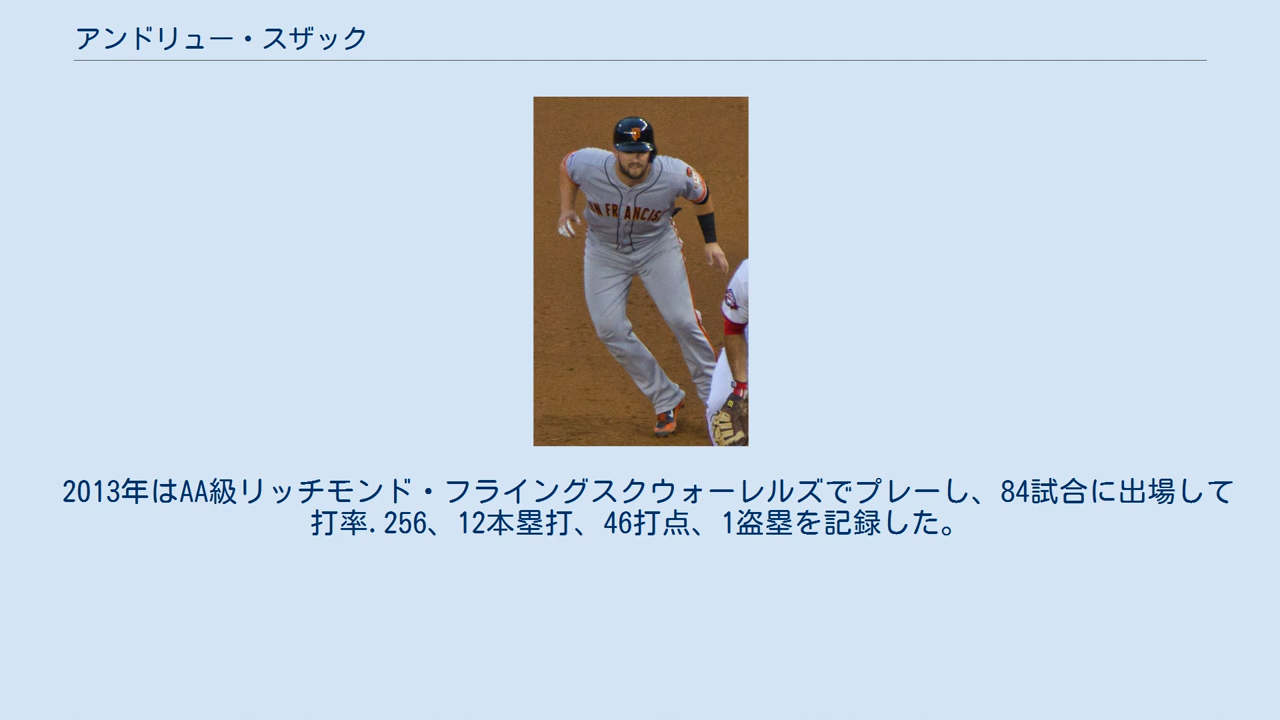 アンドリュー・スザック
SAN FRANCIS
2013年はAA級リッチモンド・フライングスクウォーレルズでプレーし、84試合に出場して
打率.256、12本塁打、46打点、1盗塁を記録した。